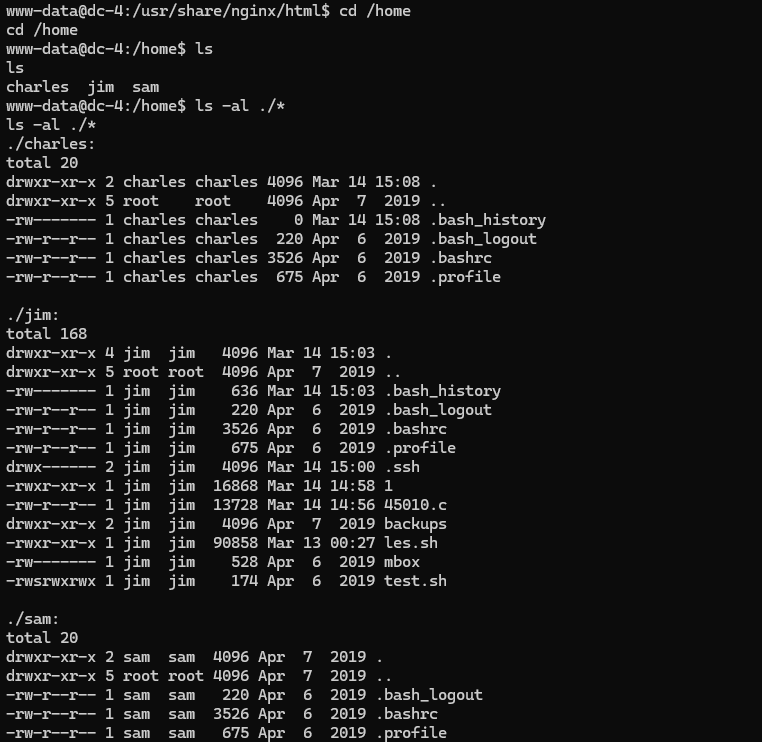 www-data@dc-4:/usr/share/nginx/html$ cd /home
cd /home
www-data@dc-4:/home$ ls
ls
charles  jim  sam
www-data@dc-4:/home$ ls -al ./*
ls -al ./*
./charles:
total 20
drwxr-xr-x 2 charles charles 4096 Mar 14 15:08 .
drwxr-xr-x 5 root    root    4096 Apr  7  2019 ..
-rw------- 1 charles charles    0 Mar 14 15:08 .bash_history
-rw-r--r-- 1 charles charles  220 Apr  6  2019 .bash_logout
-rw-r--r-- 1 charles charles 3526 Apr  6  2019 .bashrc
-rw-r--r-- 1 charles charles  675 Apr  6  2019 .profile

./jim:
total 168
drwxr-xr-x 4 jim  jim   4096 Mar 14 15:03 .
drwxr-xr-x 5 root root  4096 Apr  7  2019 ..
-rw------- 1 jim  jim    636 Mar 14 15:03 .bash_history
-rw-r--r-- 1 jim  jim    220 Apr  6  2019 .bash_logout
-rw-r--r-- 1 jim  jim   3526 Apr  6  2019 .bashrc
-rw-r--r-- 1 jim  jim    675 Apr  6  2019 .profile
drwx------ 2 jim  jim   4096 Mar 14 15:00 .ssh
-rwxr-xr-x 1 jim  jim  16868 Mar 14 14:58 1
-rw-r--r-- 1 jim  jim  13728 Mar 14 14:56 45010.c
drwxr-xr-x 2 jim  jim   4096 Apr  7  2019 backups
-rwxr-xr-x 1 jim  jim  90858 Mar 13 00:27 les.sh
-rw------- 1 jim  jim    528 Apr  6  2019 mbox
-rwsrwxrwx 1 jim  jim    174 Apr  6  2019 test.sh

./sam:
total 20
drwxr-xr-x 2 sam  sam  4096 Apr  7  2019 .
drwxr-xr-x 5 root root 4096 Apr  7  2019 ..
-rw-r--r-- 1 sam  sam   220 Apr  6  2019 .bash_logout
-rw-r--r-- 1 sam  sam  3526 Apr  6  2019 .bashrc
-rw-r--r-- 1 sam  sam   675 Apr  6  2019 .profile